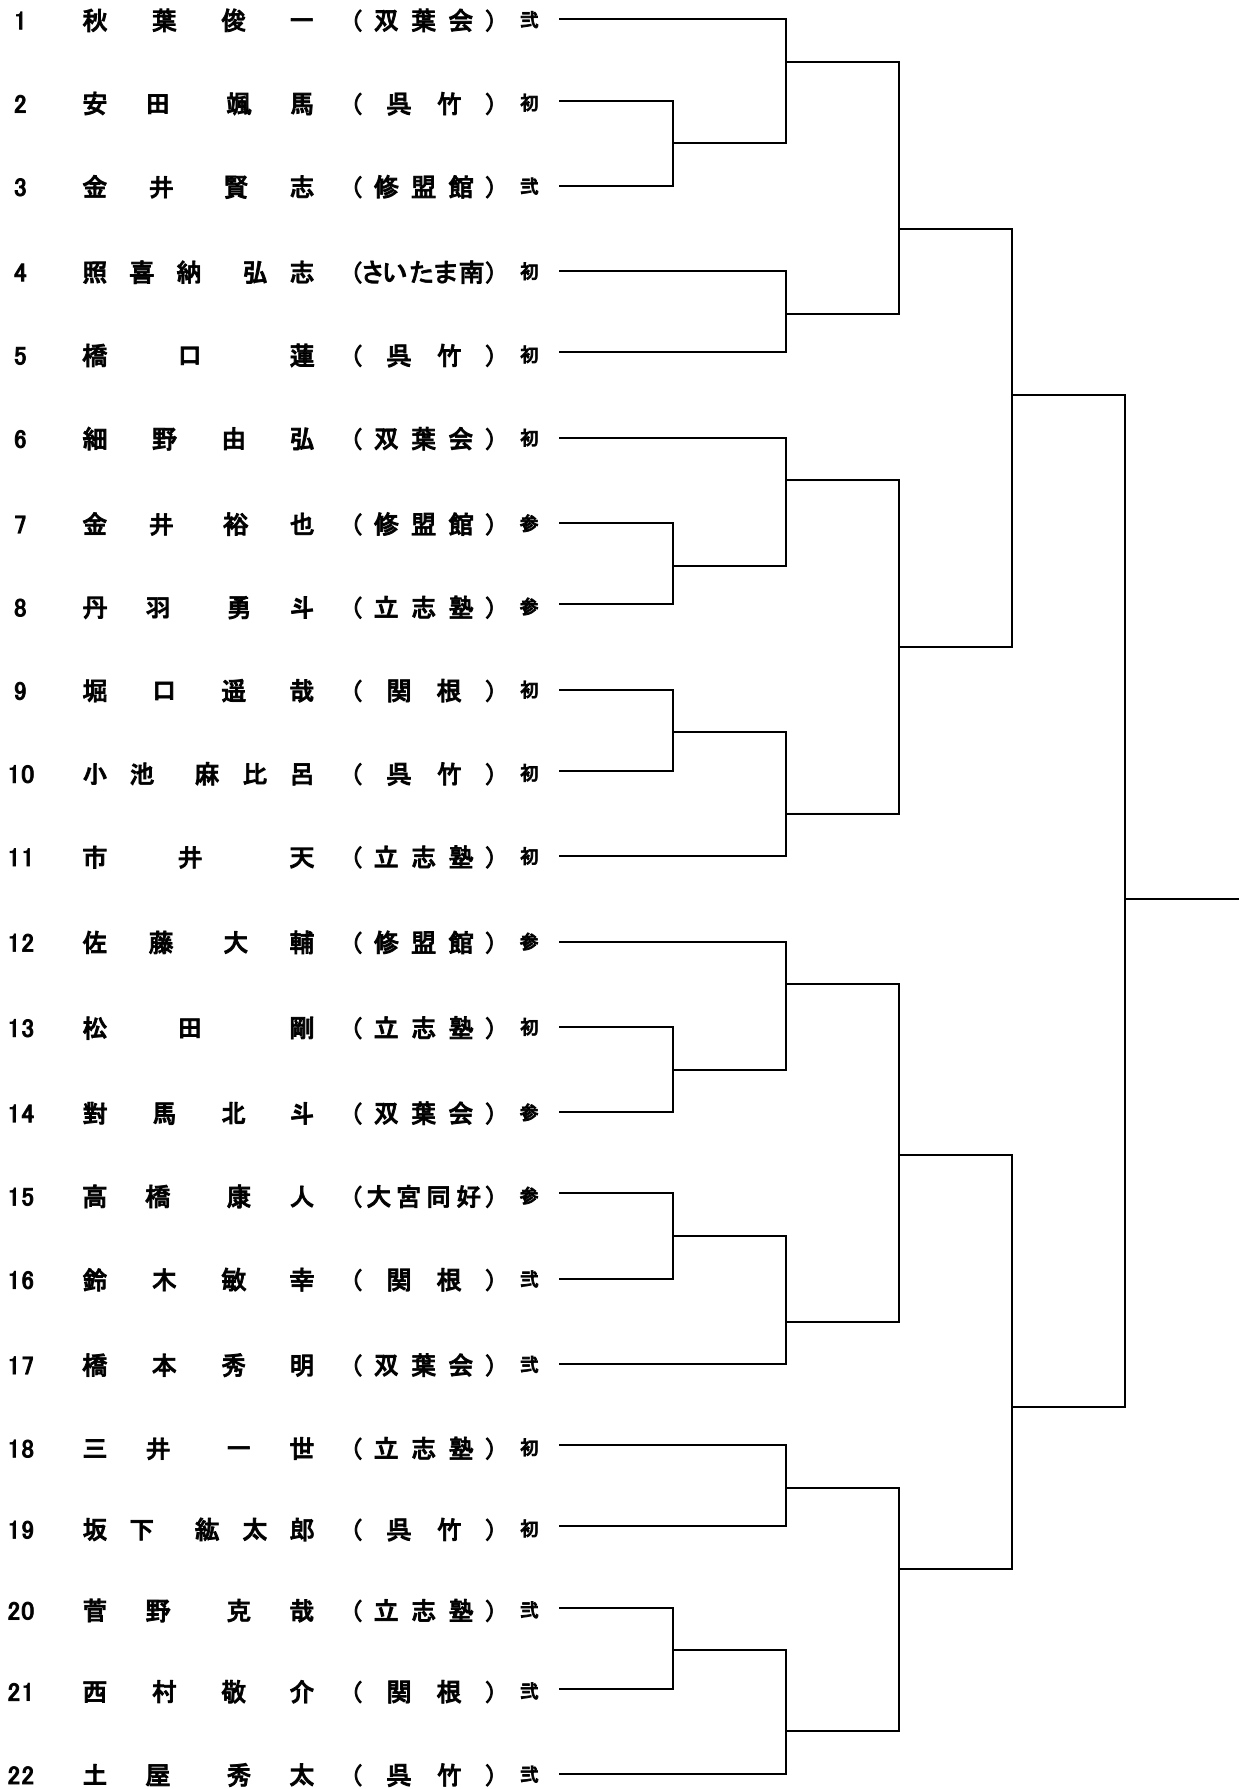 1 秋葉俊一 (双葉会) 弐
2 安田颯馬 (呉竹) 初
3 金井賢志 (修盟館) 弐
4 照喜納弘志 (さいたま南) 初
5 橋口蓮 (呉竹) 初
6 細野由弘 (双葉会) 初
7 金井裕也 (修盟館) 参
8 丹羽勇斗 (立志塾) 参
9 堀口遥哉 (関根) 初
10 小池麻比呂 (呉竹) 初
11 市井天 (立志塾) 初
12 佐藤大輔 (修盟館) 参
13 松田剛 (立志塾) 初
14 對馬北斗 (双葉会) 参
15 高橋康人 (大宮同好) 参
16 鈴木敏幸 (関根) 弐
17 橋本秀明 (双葉会) 弐
18 三井一世 (立志塾) 初
19 坂下紘太郎 (呉竹) 初
20 菅野克哉 (立志塾) 弐
21 西村敬介 (関根) 弐
22 土屋秀太 (呉竹) 弐